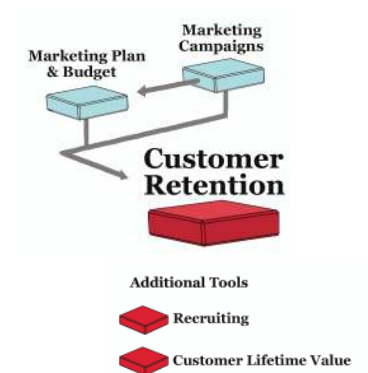 Marketing
Campaigns
Marketing Plan
& Budget
Customer
Retention
Additional Tools
Recruiting
Customer Lifetime Value